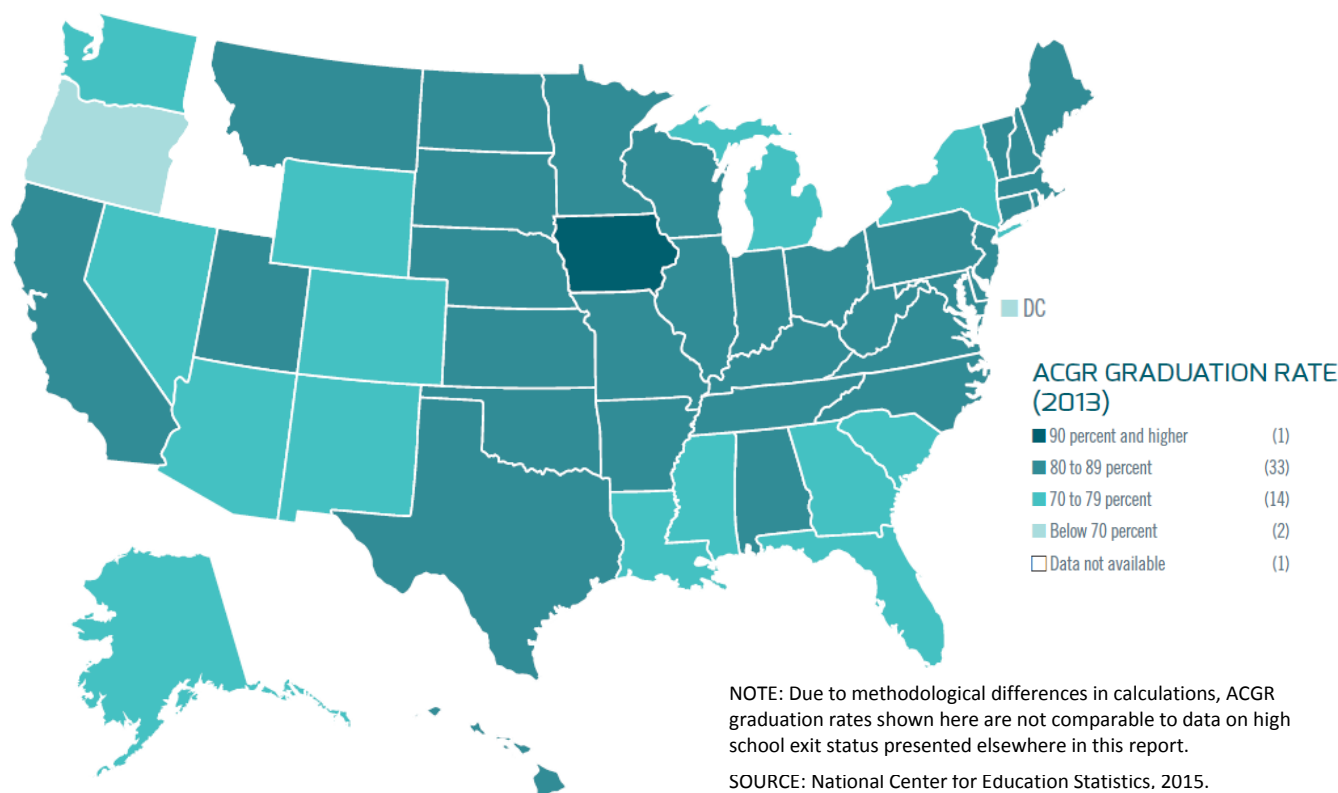 DC
ACGR GRADUATION RATE
(2013)
90 percent and higher (1)
80 to 89 percent (33)
70 to 79 percent (14)
Below 70 percent (2)
Data not available (1)
NOTE: Due to methodological differences in calculations, ACGR
graduation rates shown here are not comparable to data on high
school exit status presented elsewhere in this report.
SOURCE: National Center for Education Statistics, 2015.